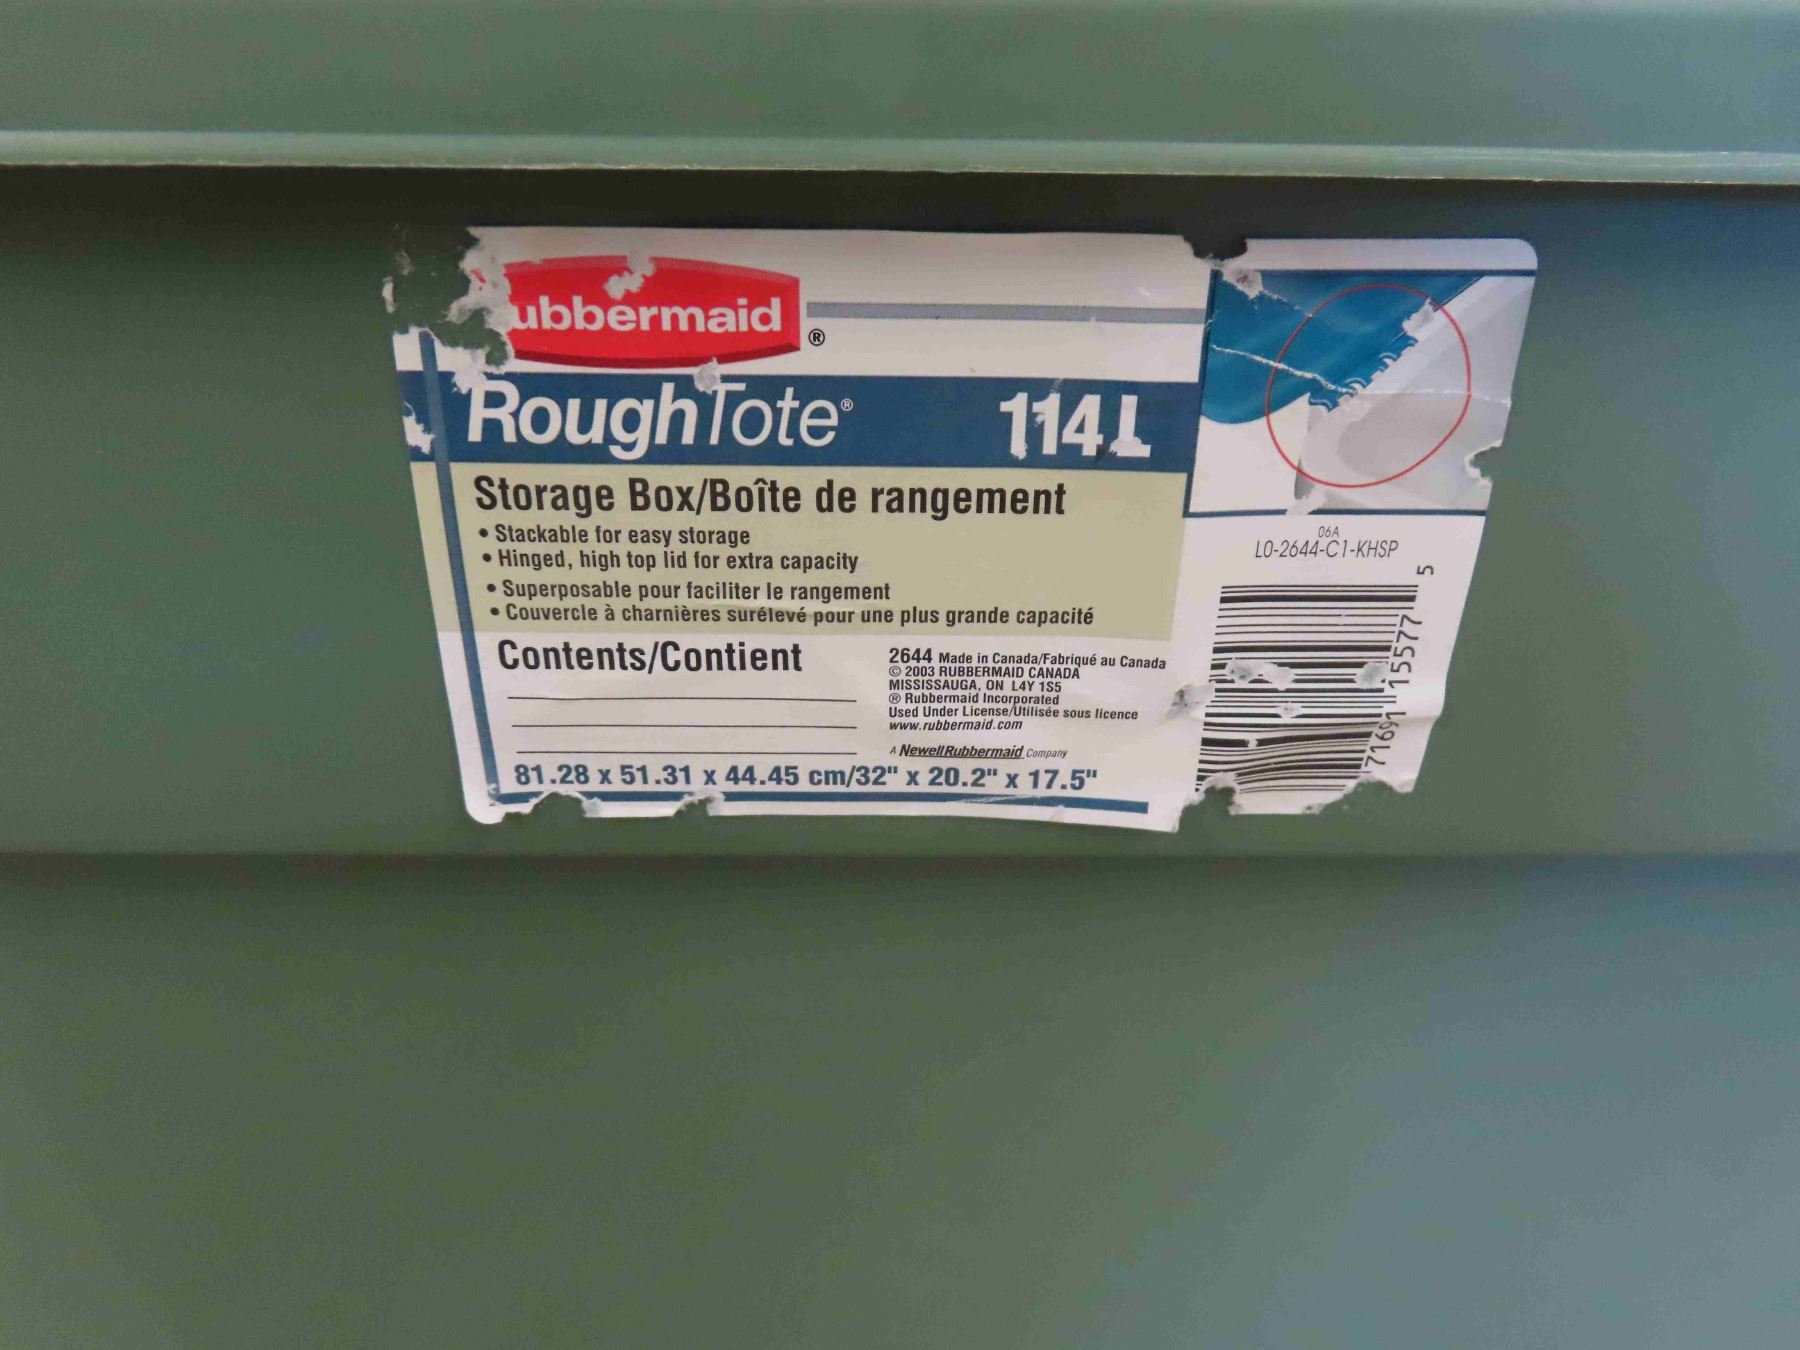 ubbermaid ®
RoughTote® 114L
Storage Box/Boîte de rangement
• Stackable for easy storage
• Hinged, high top lid for extra capacity
• Superposable pour faciliter le rangement
• Couvercle à charnières surélevé pour une plus grande capacité
Contents/Contient
2644 Made in Canada/Fabriqué au Canada
© 2003 RUBBERMAID CANADA
MISSISSAUGA, ON L4Y 1S5
® Rubbermaid Incorporated
Used Under License/Utilisée sous licence
www.rubbermaid.com
A NewellRubbermaid Company
81.28 x 51.31 x 44.45 cm/32" x 20.2" x 17.5"
06A
L0-2644-C1-KHSP
71691 15577 5